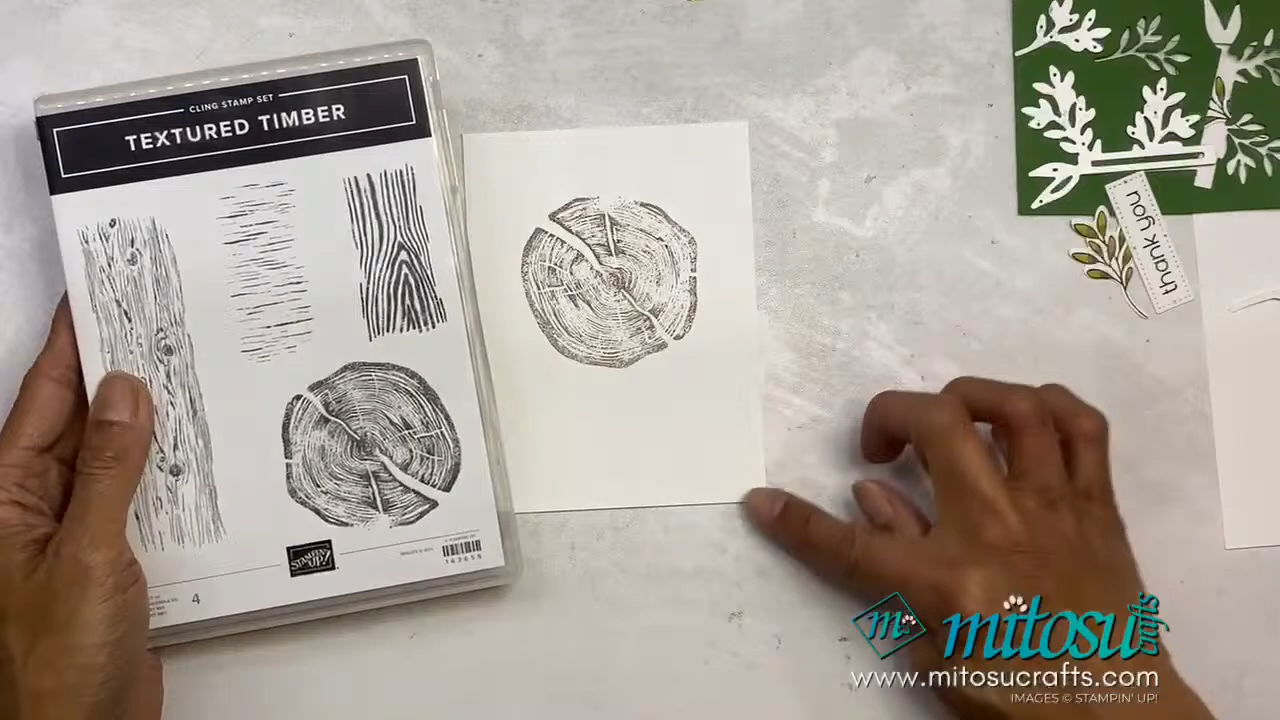 CLING STAMP SET
TEXTURED TIMBER
STAMPIN' UP!
4
thank you
m.
mitosu crafts
www.mitosucrafts.com
IMAGES © STAMPIN' UP!